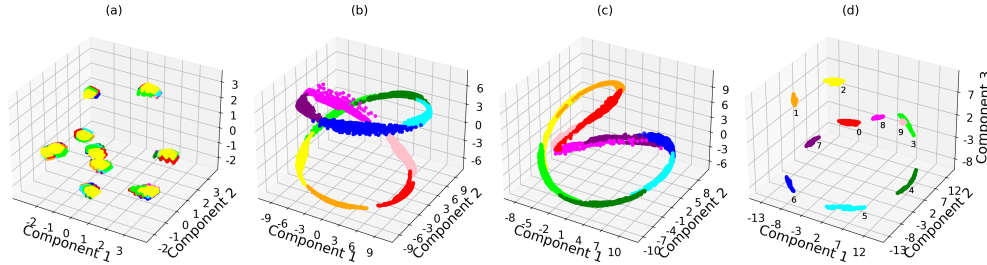 (a) (b) (c) (d)
3 2 1 0 -1 -2
-2 -1 0 1 2 3
Component 1
-2 -1 0 1 2 3
Component 2
6 3 0 -3 -6
-9 -6 -3 0 3 6 9
Component 1
-9 -6 -3 0 3 6 9
Component 2
9 6 3 0 -3 -6
-8 -5 -2 1 4 7 10
Component 1
-10 -7 -4 -1 2 5 8
Component 2
7 2 -3 -8
Component 3
-13 -8 -3 2 7 12
Component 1
-13 -8 -3 2 7 12
Component 2
2
1
0 8 9
3
7
6 4
5